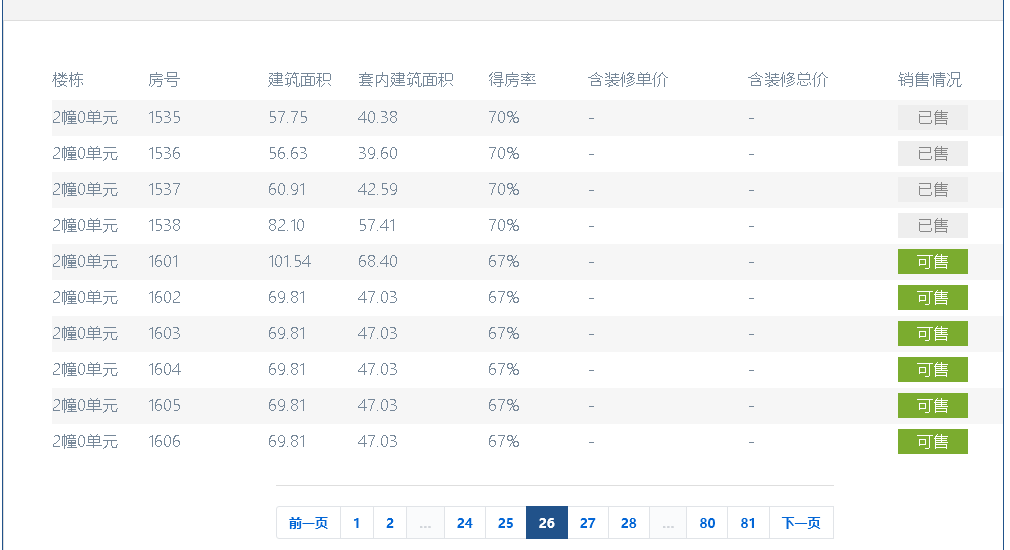 楼栋 房号 建筑面积 套内建筑面积 得房率 含装修单价 含装修总价 销售情况
2幢0单元 1535 57.75 40.38 70% - - 已售
2幢0单元 1536 56.63 39.60 70% - - 已售
2幢0单元 1537 60.91 42.59 70% - - 已售
2幢0单元 1538 82.10 57.41 70% - - 已售
2幢0单元 1601 101.54 68.40 67% - - 可售
2幢0单元 1602 69.81 47.03 67% - - 可售
2幢0单元 1603 69.81 47.03 67% - - 可售
2幢0单元 1604 69.81 47.03 67% - - 可售
2幢0单元 1605 69.81 47.03 67% - - 可售
2幢0单元 1606 69.81 47.03 67% - - 可售
前一页 1 2 ... 24 25 26 27 28 ... 80 81 下一页